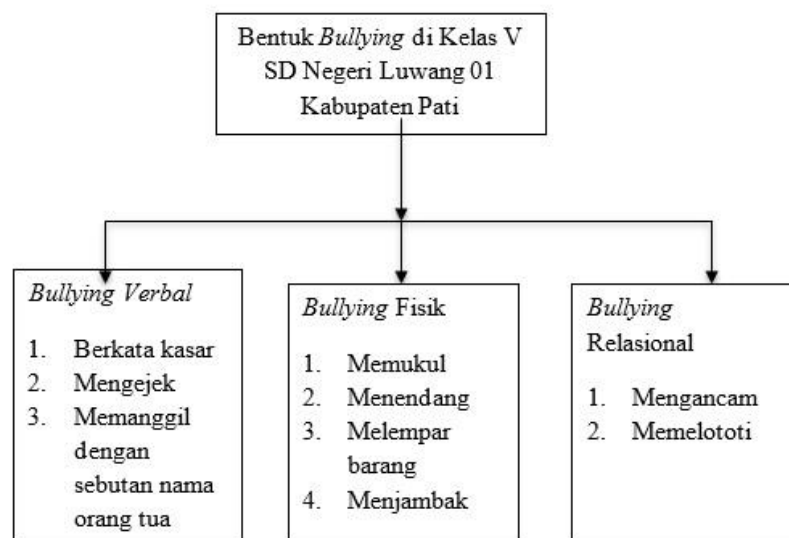 Bentuk Bullying di Kelas V
SD Negeri Luwang 01
Kabupaten Pati
Bullying Verbal
1. Berkata kasar
2. Mengejek
3. Memanggil
dengan
sebutan nama
orang tua
Bullying Fisik
1. Memukul
2. Menendang
3. Melempar
barang
4. Menjambak
Bullying
Relasional
1. Mengancam
2. Memelototi